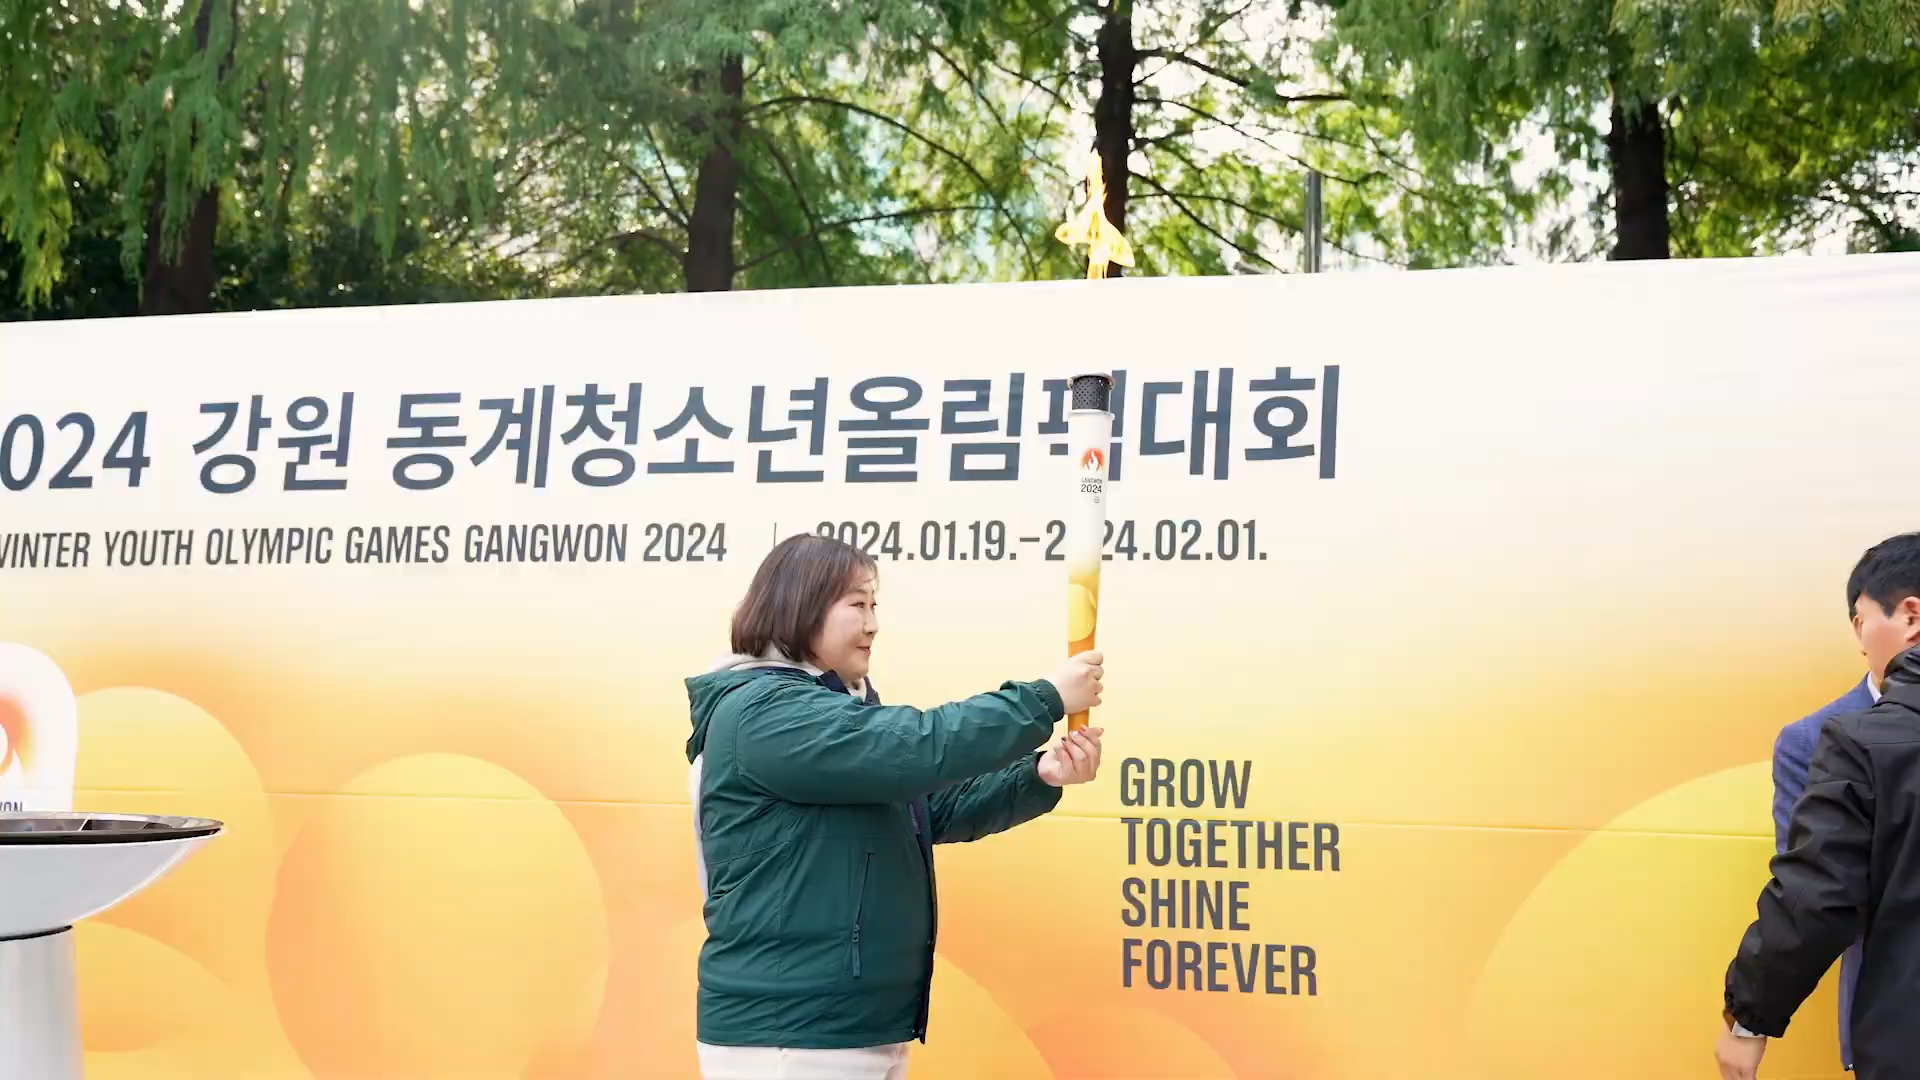 024 강원 동계청소년올림픽대회
WINTER YOUTH OLYMPIC GAMES GANGWON 2024 | 2024.01.19.-2024.02.01.
GANGWON
2024
GROW
TOGETHER
SHINE
FOREVER